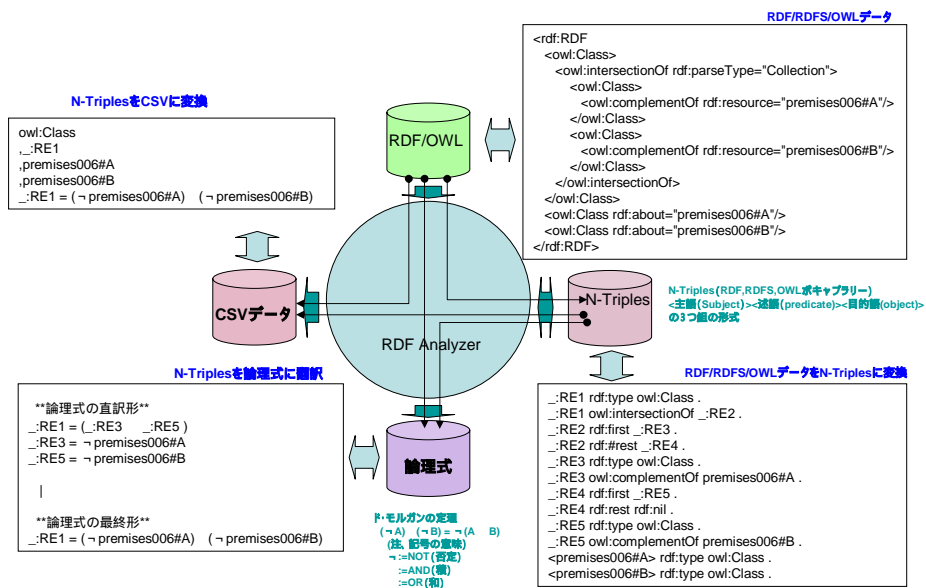 RDF/RDFS/OWLデータ
<rdf:RDF
<owl:Class>
<owl:intersectionOf rdf:parseType="Collection">
<owl:Class>
<owl:complementOf rdf:resource="premises006#A"/>
</owl:Class>
<owl:Class>
<owl:complementOf rdf:resource="premises006#B"/>
</owl:Class>
</owl:intersectionOf>
</owl:Class>
<owl:Class rdf:about="premises006#A"/>
<owl:Class rdf:about="premises006#B"/>
</rdf:RDF>
N-TriplesをCSVに変換
owl:Class
,_:RE1
,premises006#A
,premises006#B
_:RE1 = (¬premises006#A) (¬premises006#B)
RDF/OWL
CSVデータ
RDF Analyzer
N-Triples
N-Triples(RDF,RDFS,OWLボキャブラリー)
<主語(Subject)><述語(predicate)><目的語(object)>
の3つ組の形式
N-Triplesを論理式に翻訳
**論理式の直訳形**
_:RE1 = (_:RE3 _:RE5 )
_:RE3 = ¬premises006#A
_:RE5 = ¬premises006#B
|
**論理式の最終形**
_:RE1 = (¬premises006#A) (¬premises006#B)
論理式
ド・モルガンの定理
(¬A) (¬B) = ¬(A B)
(注、記号の意味)
¬:=NOT(否定)
:=AND(積)
:=OR(和)
RDF/RDFS/OWLデータをN-Triplesに変換
_:RE1 rdf:type owl:Class .
_:RE1 owl:intersectionOf _:RE2 .
_:RE2 rdf:first _:RE3 .
_:RE2 rdf:#rest _:RE4 .
_:RE3 rdf:type owl:Class .
_:RE3 owl:complementOf premises006#A .
_:RE4 rdf:first _:RE5 .
_:RE4 rdf:rest rdf:nil .
_:RE5 rdf:type owl:Class .
_:RE5 owl:complementOf premises006#B .
<premises006#A> rdf:type owl:Class .
<premises006#B> rdf:type owl:Class .